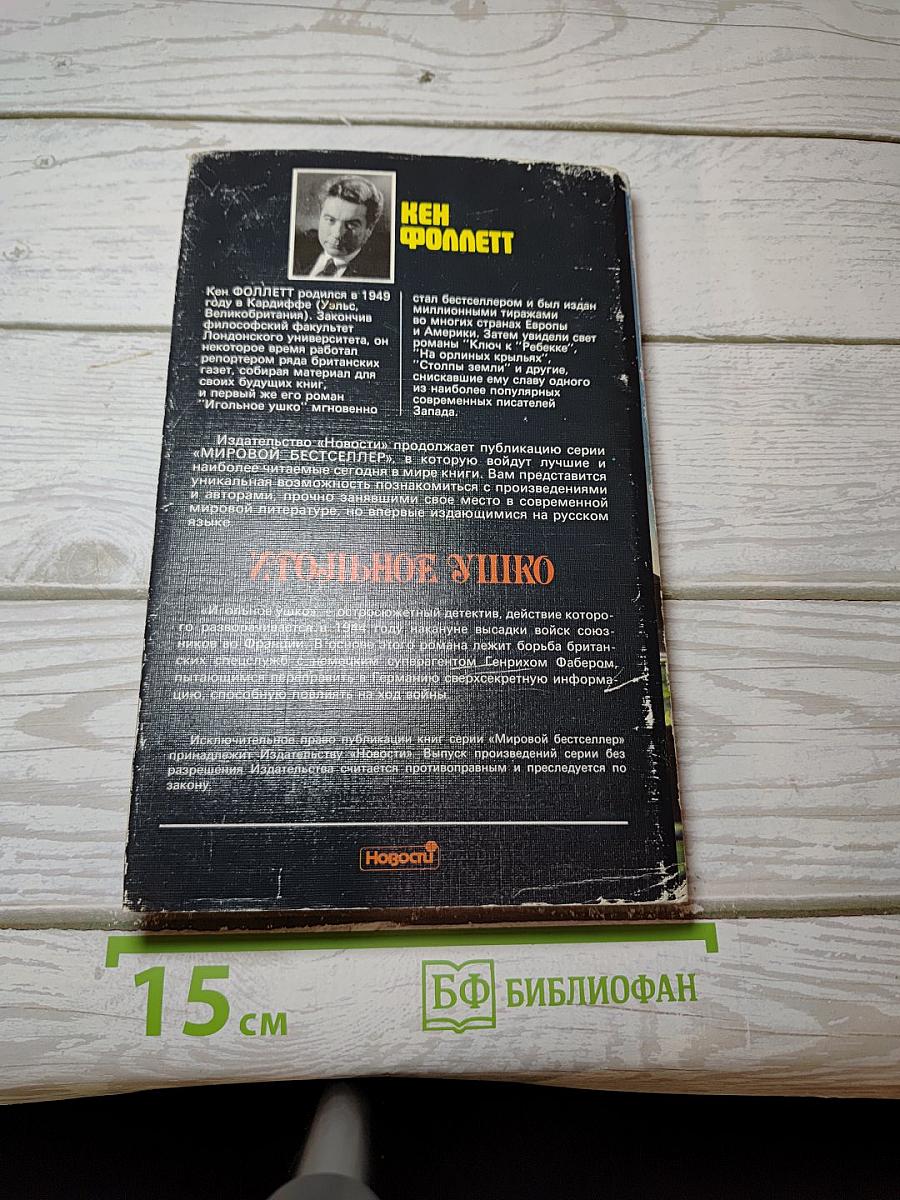 КЕН
ФОЛЛЕТТ
Кен ФОЛЛЕТТ родился в 1949
году в Кардиффе (Уэльс,
Великобритания). Закончив
философский факультет
Лондонского университета, он
некоторое время работал
репортером ряда британских
газет, собирая материал для
своих будущих книг,
и первый же его роман
"Игольное ушко" мгновенно
стал бестселлером и был издан
миллионными тиражами
во многих странах Европы
и Америки. Затем увидели свет
романы "Ключ к "Ребекке",
"На орлиных крыльях",
"Столпы земли" и другие,
снискавшие ему славу одного
из наиболее популярных
современных писателей
Запада.
Издательство «Новости» продолжает публикацию серии
«МИРОВОЙ БЕСТСЕЛЛЕР», в которую войдут лучшие и
наиболее читаемые сегодня в мире книги. Вам представится
уникальная возможность познакомиться с произведениями
и авторами, прочно занявшими свое место в современной
мировой литературе, но впервые издающимися на русском
языке
ИГОЛЬНОЕ УШКО
«Игольное ушко» – остросюжетный детектив, действие которо-
го разворачивается в 1944 году накануне высадки войск союз-
ников во Франции. В основе этого романа лежит борьба британ-
ских спецслужб с немецким суперагентом Генрихом Фабером,
пытающимся переправить в Германию сверхсекретную информа-
цию, способную повлиять на ход войны.
Исключительное право публикации книг серии «Мировой бестселлер»
принадлежит Издательству «Новости» Выпуск произведений серии без
разрешения Издательства считается противоправным и преследуется по
закону.
Новости
15 см
БФ БИБЛИОФАН